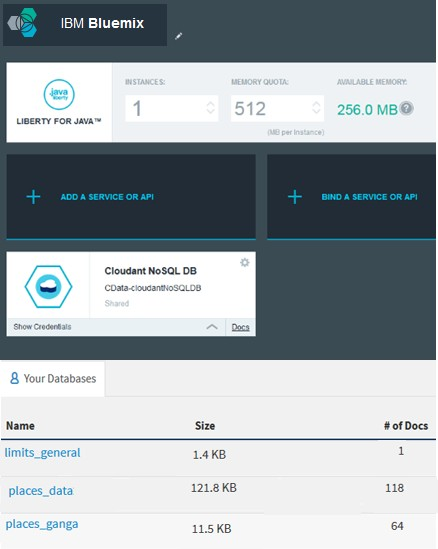 IBM Bluemix
java
liberty
LIBERTY FOR JAVA™
INSTANCES:
1
MEMORY QUOTA:
512
(MB per Instance)
AVAILABLE MEMORY:
256.0 MB ?
+ ADD A SERVICE OR API
+ BIND A SERVICE OR API
Cloudant NoSQL DB
CData-cloudantNoSQLDB
Shared
Show Credentials
Docs
Your Databases
Name Size # of Docs
limits_general 1.4 KB 1
places_data 121.8 KB 118
places_ganga 11.5 KB 64